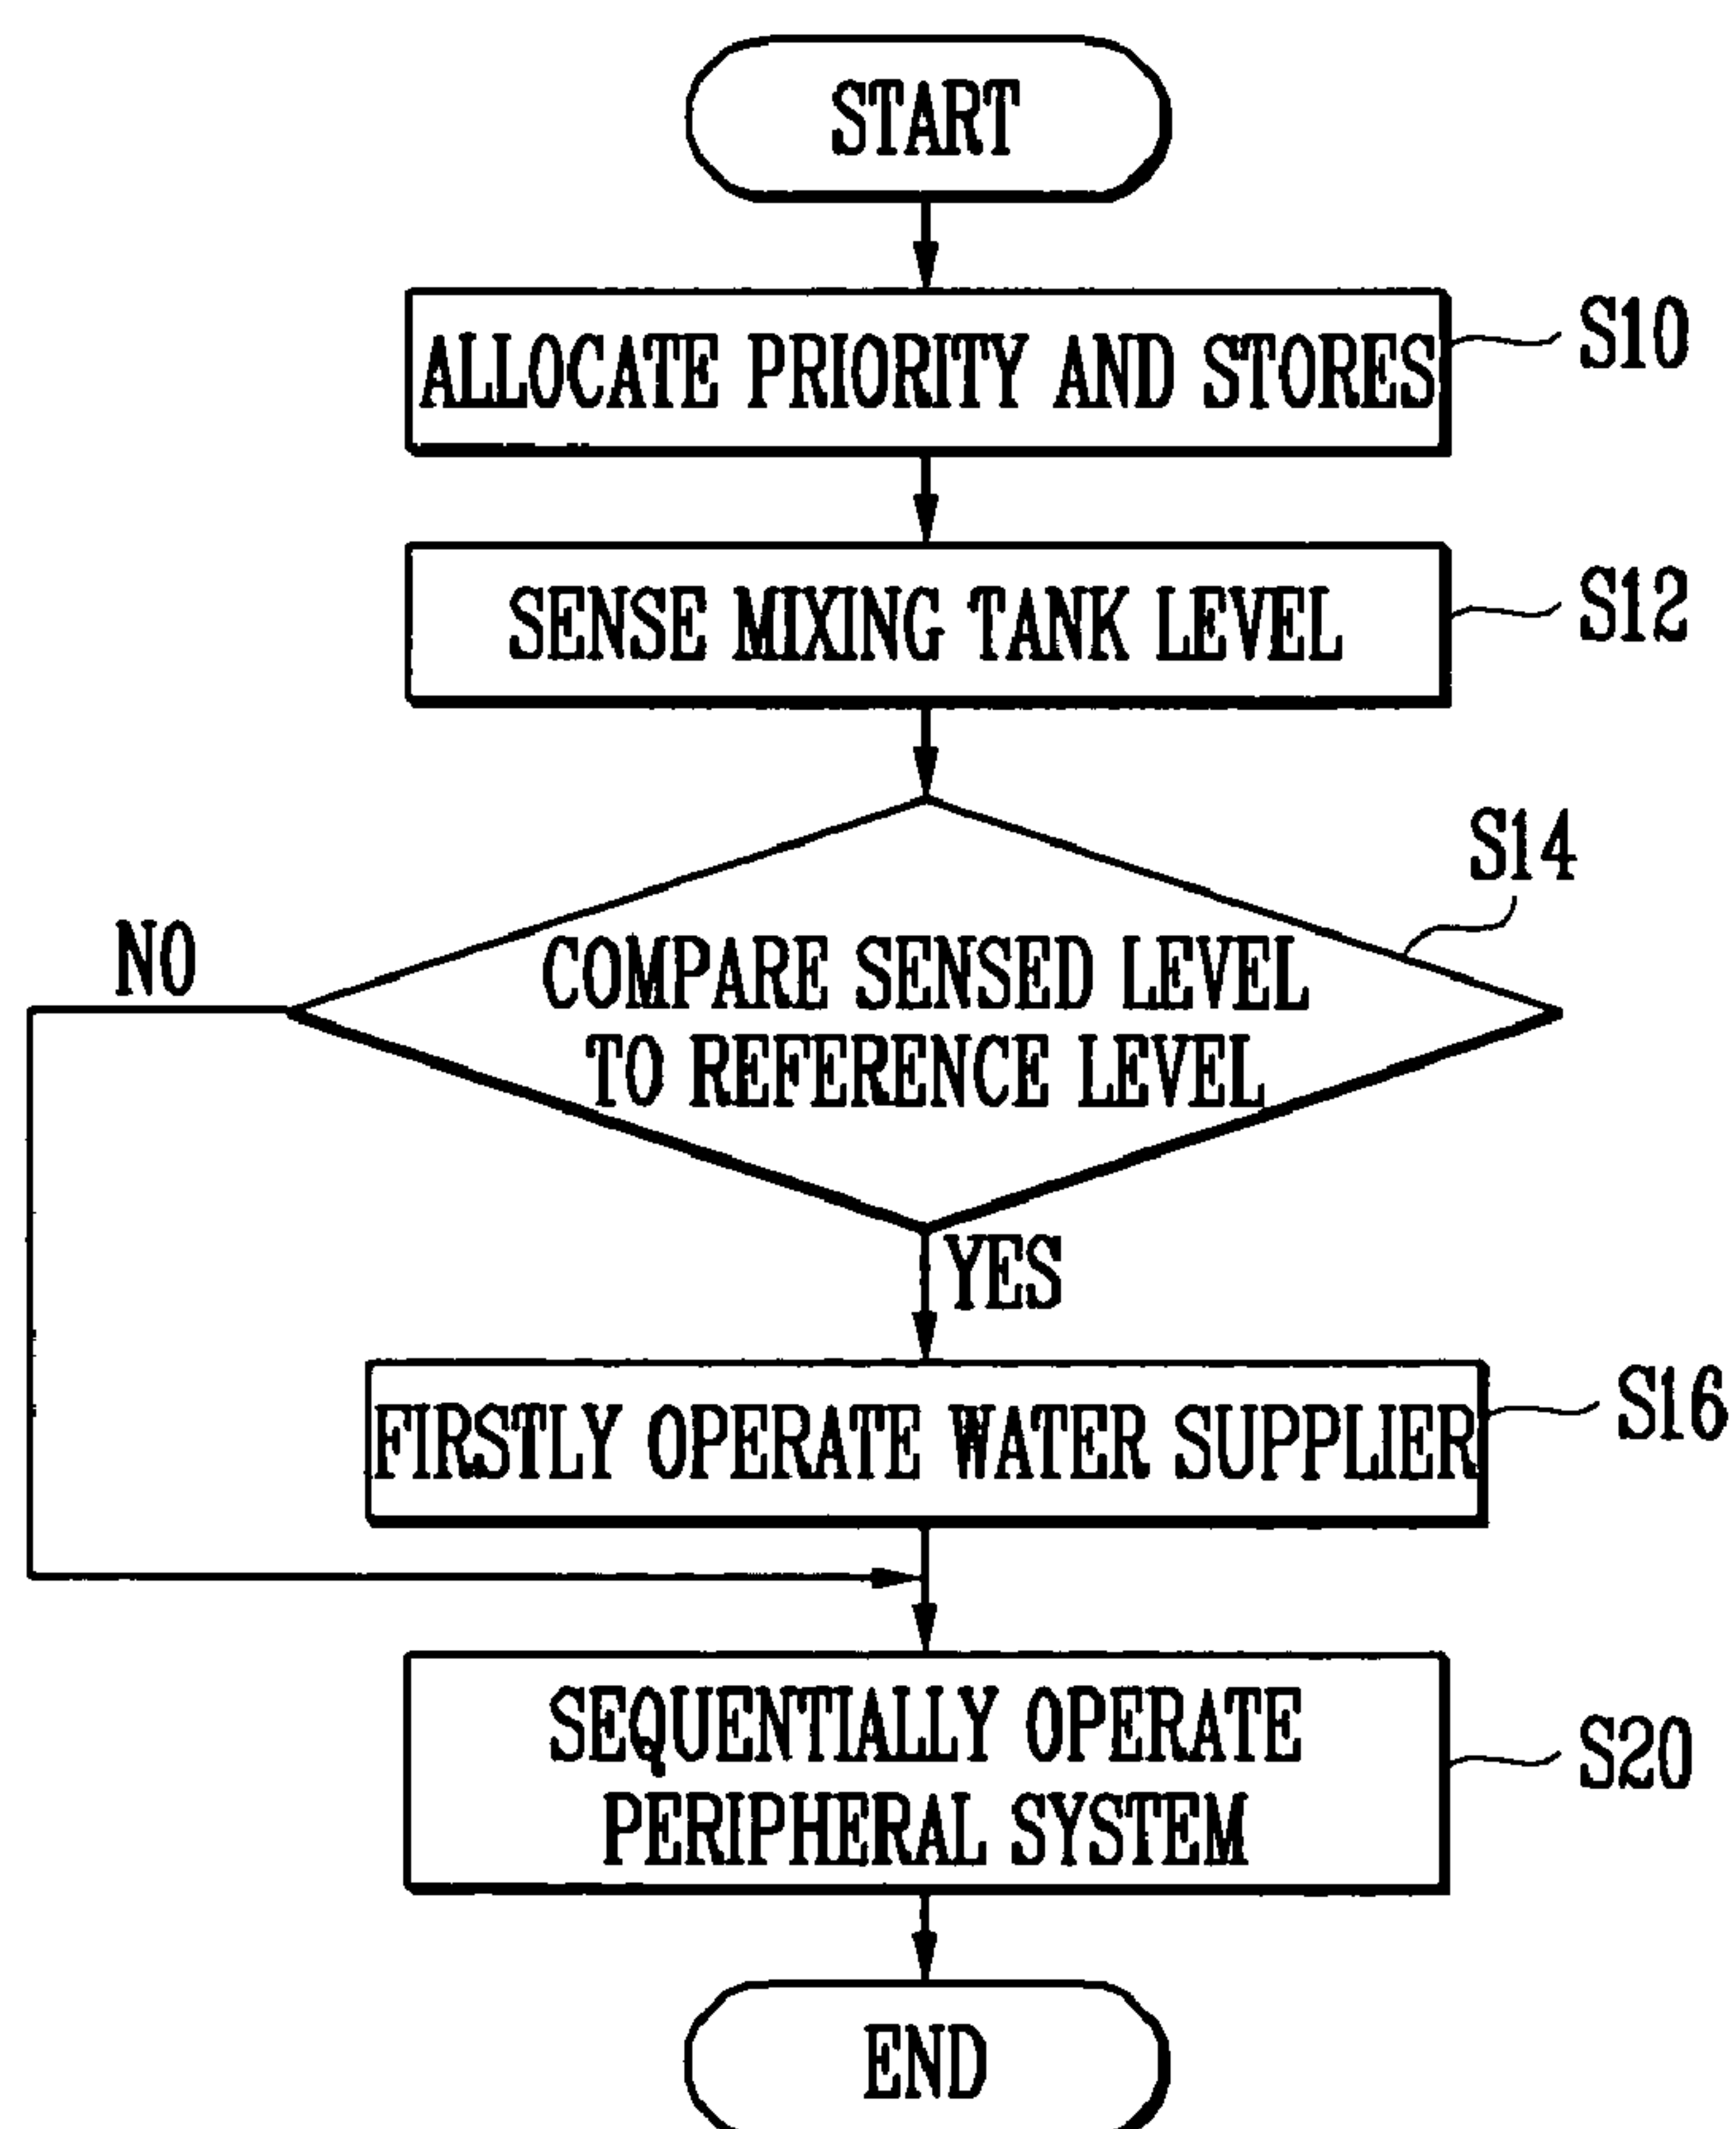 START
ALLOCATE PRIORITY AND STORES
S10
SENSE MIXING TANK LEVEL
S12
S14
NO
COMPARE SENSED LEVEL
TO REFERENCE LEVEL
YES
FIRSTLY OPERATE WATER SUPPLIER
S16
SEQUENTIALLY OPERATE
PERIPHERAL SYSTEM
S20
END